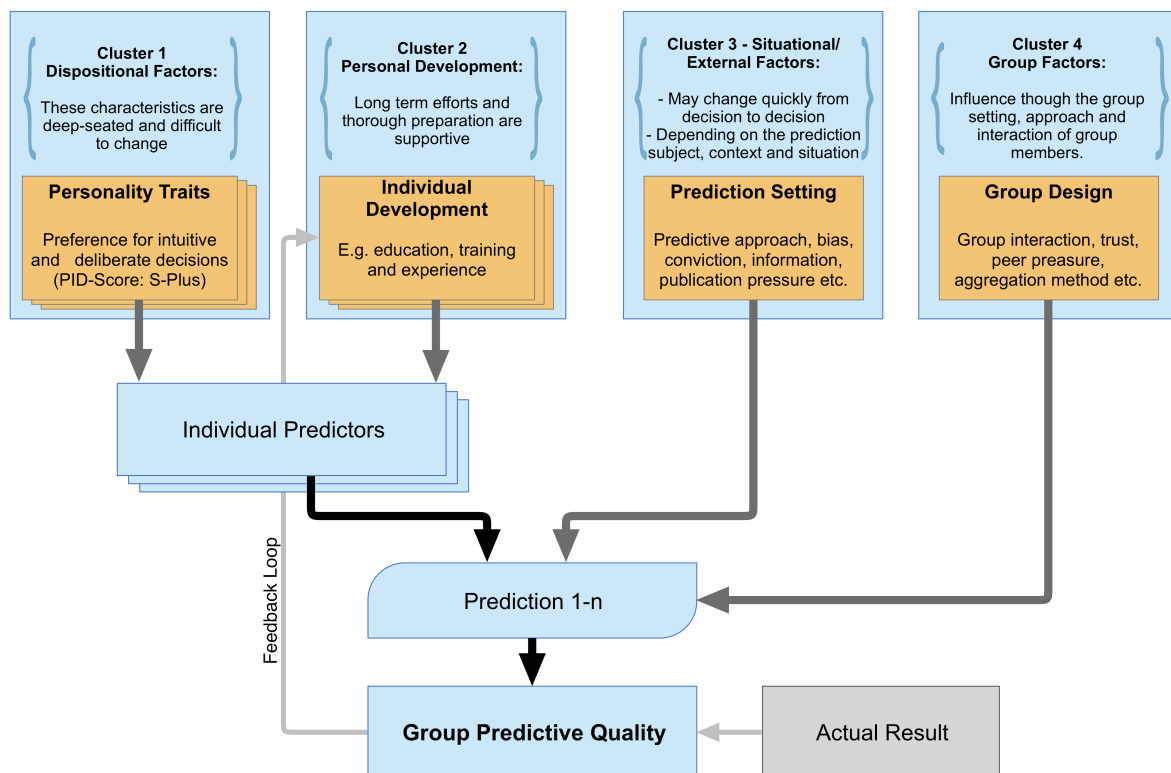 Cluster 1
Dispositional Factors:
These characteristics are
deep-seated and difficult
to change
Personality Traits
Preference for intuitive
and deliberate decisions
(PID-Score: S-Plus)
Cluster 2
Personal Development:
Long term efforts and
thorough preparation are
supportive
Individual
Development
E.g. education, training
and experience
Cluster 3 - Situational/
External Factors:
- May change quickly from
decision to decision
- Depending on the prediction
subject, context and situation
Prediction Setting
Predictive approach, bias,
conviction, information,
publication pressure etc.
Cluster 4
Group Factors:
Influence though the group
setting, approach and
interaction of group
members.
Group Design
Group interaction, trust,
peer preasure,
aggregation method etc.
Individual Predictors
Feedback Loop
Prediction 1-n
Group Predictive Quality
Actual Result